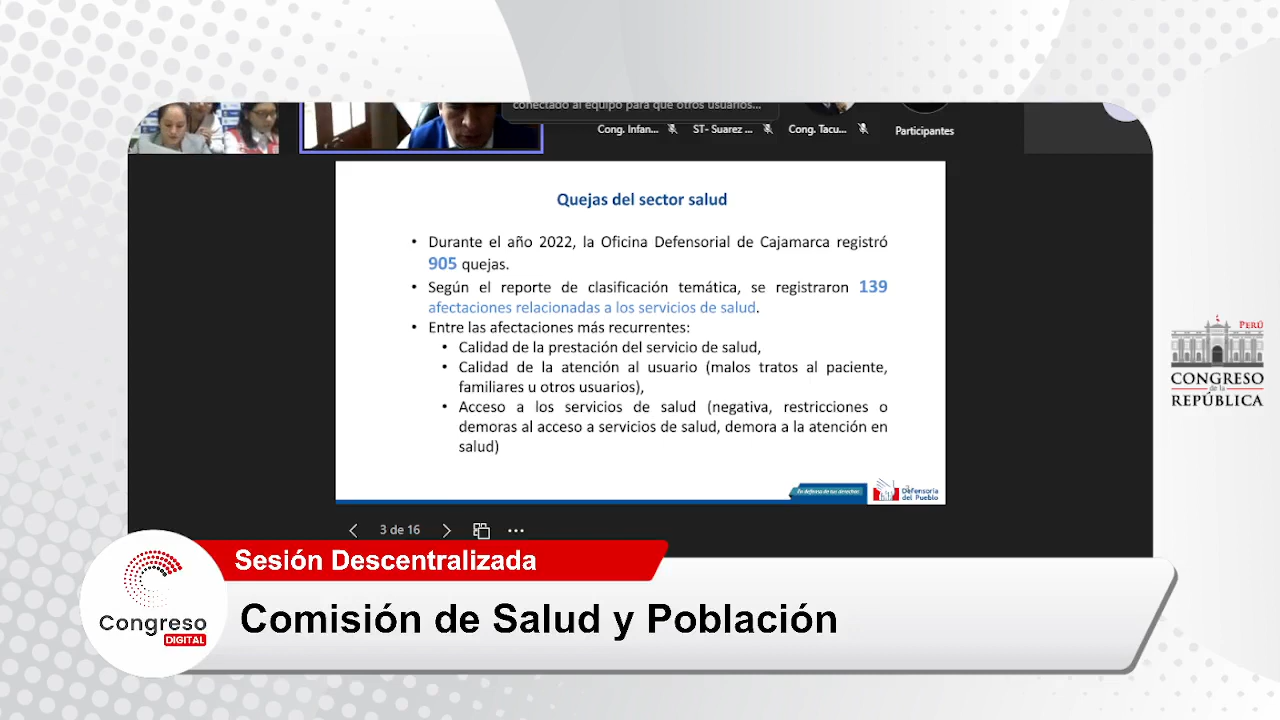 conectado al equipo para que otros usuarios...
Cong. Infan...
ST- Suarez ...
Cong. Tacu...
Participantes
Quejas del sector salud
• Durante el año 2022, la Oficina Defensorial de Cajamarca registró
905 quejas.
• Según el reporte de clasificación temática, se registraron 139
afectaciones relacionadas a los servicios de salud.
• Entre las afectaciones más recurrentes:
• Calidad de la prestación del servicio de salud,
• Calidad de la atención al usuario (malos tratos al paciente,
familiares u otros usuarios),
• Acceso a los servicios de salud (negativa, restricciones o
demoras al acceso a servicios de salud, demora a la atención en
salud)
En defensa de tus derechos
Defensoría
del Pueblo
3 de 16
PERÚ
CONGRESO
de la
REPÚBLICA
Sesión Descentralizada
Comisión de Salud y Población
Congreso
DIGITAL